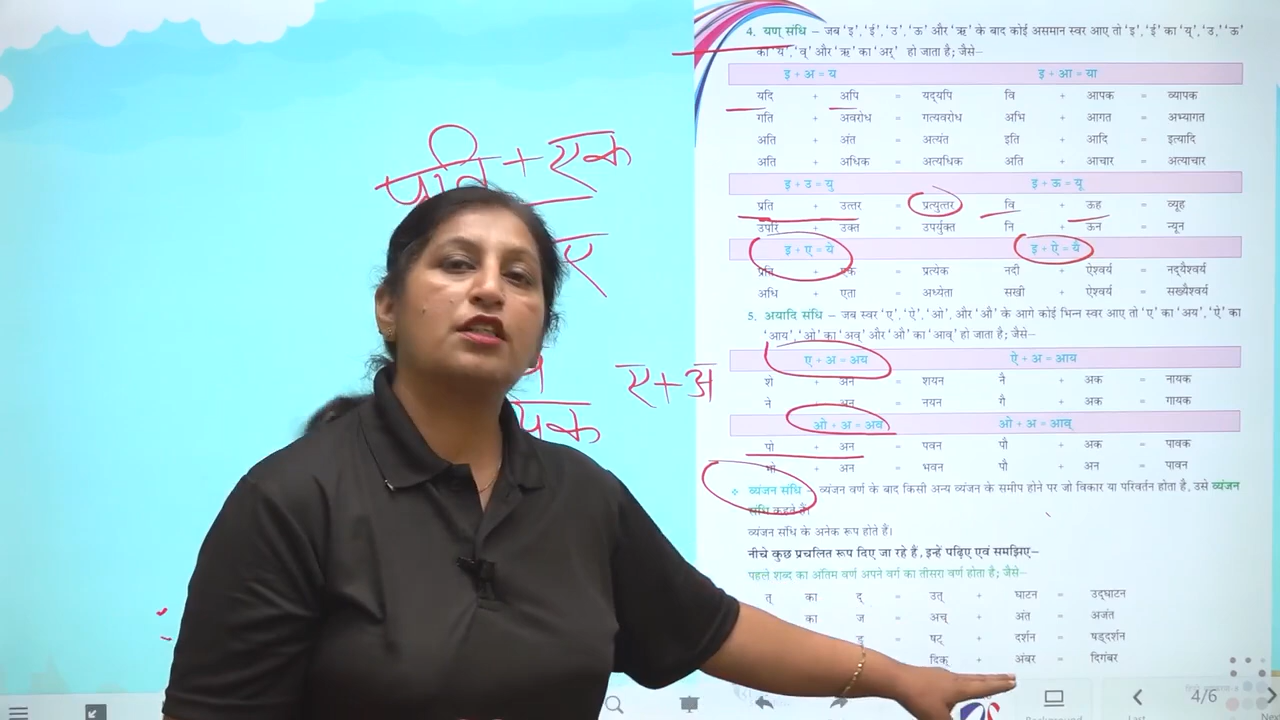 4. यण् संधि – जब 'इ', 'ई', 'उ', 'ऊ' और 'ऋ' के बाद कोई असमान स्वर आए तो 'इ', 'ई' का 'य्', 'उ, ''ऊ'
का 'य', 'व्' और 'ऋ' का 'अर्' हो जाता है; जैसे–
इ + अ = य इ + आ = या
यदि + अपि = यद्यपि वि + आपक = व्यापक
गति + अवरोध = गत्यवरोध अभि + आगत = अभ्यागत
अति + अंत = अत्यंत इति + आदि = इत्यादि
अति + अधिक = अत्यधिक अति + आचार = अत्याचार
इ + उ = यु इ + ऊ = यू
प्रति + उत्तर = प्रत्युत्तर वि + ऊह = व्यूह
उपरि + उक्त = उपर्युक्त नि + ऊन = न्यून
इ + ए = ये इ + ऐ = यै
प्रति + एक = प्रत्येक नदी + ऐश्वर्य = नद्यैश्वर्य
अधि + एता = अध्येता सखी + ऐश्वर्य = सख्यैश्वर्य
5. अयादि संधि – जब स्वर 'ए', 'ऐ', 'ओ', और 'औ' के आगे कोई भिन्न स्वर आए तो 'ए' का 'अय', 'ऐ' का
'आय', 'ओ' का 'अव्' और 'औ' का 'आव्' हो जाता है; जैसे–
ए + अ = अय ऐ + अ = आय
शे + अन = शयन नै + अक = नायक
ने + अन = नयन गै + अक = गायक
ओ + अ = अव ओ + अ = आव्
पो + अन = पवन पौ + अक = पावक
भो + अन = भवन पौ + अन = पावन
व्यंजन संधि – व्यंजन वर्ण के बाद किसी अन्य व्यंजन के समीप होने पर जो विकार या परिवर्तन होता है, उसे व्यंजन
संधि कहते हैं।
व्यंजन संधि के अनेक रूप होते हैं।
नीचे कुछ प्रचलित रूप दिए जा रहे हैं, इन्हें पढ़िए एवं समझिए–
पहले शब्द का अंतिम वर्ण अपने वर्ग का तीसरा वर्ण होता है; जैसे–
त् का द् = उत् + घाटन = उद्घाटन
का ज = अच् + अंत = अजंत
ड् = षट् + दर्शन = षड्दर्शन
दिक् + अंबर = दिगंबर
प्रति + एक
ए
ए + अ
4/6